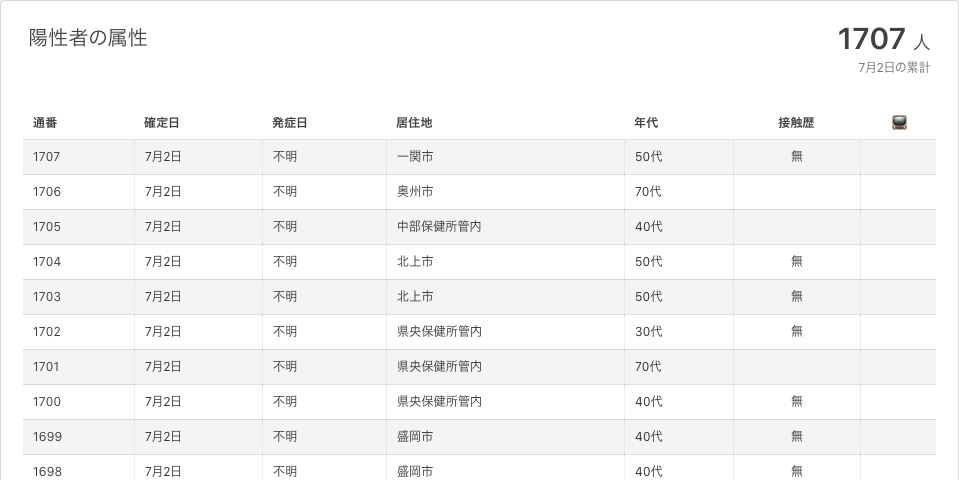 陽性者の属性
1707 人
7月2日の累計
通番 確定日 発症日 居住地 年代 接触歴
1707 7月2日 不明 一関市 50代 無
1706 7月2日 不明 奥州市 70代
1705 7月2日 不明 中部保健所管内 40代
1704 7月2日 不明 北上市 50代 無
1703 7月2日 不明 北上市 50代 無
1702 7月2日 不明 県央保健所管内 30代 無
1701 7月2日 不明 県央保健所管内 70代
1700 7月2日 不明 県央保健所管内 40代 無
1699 7月2日 不明 盛岡市 40代 無
1698 7月2日 不明 盛岡市 40代 無